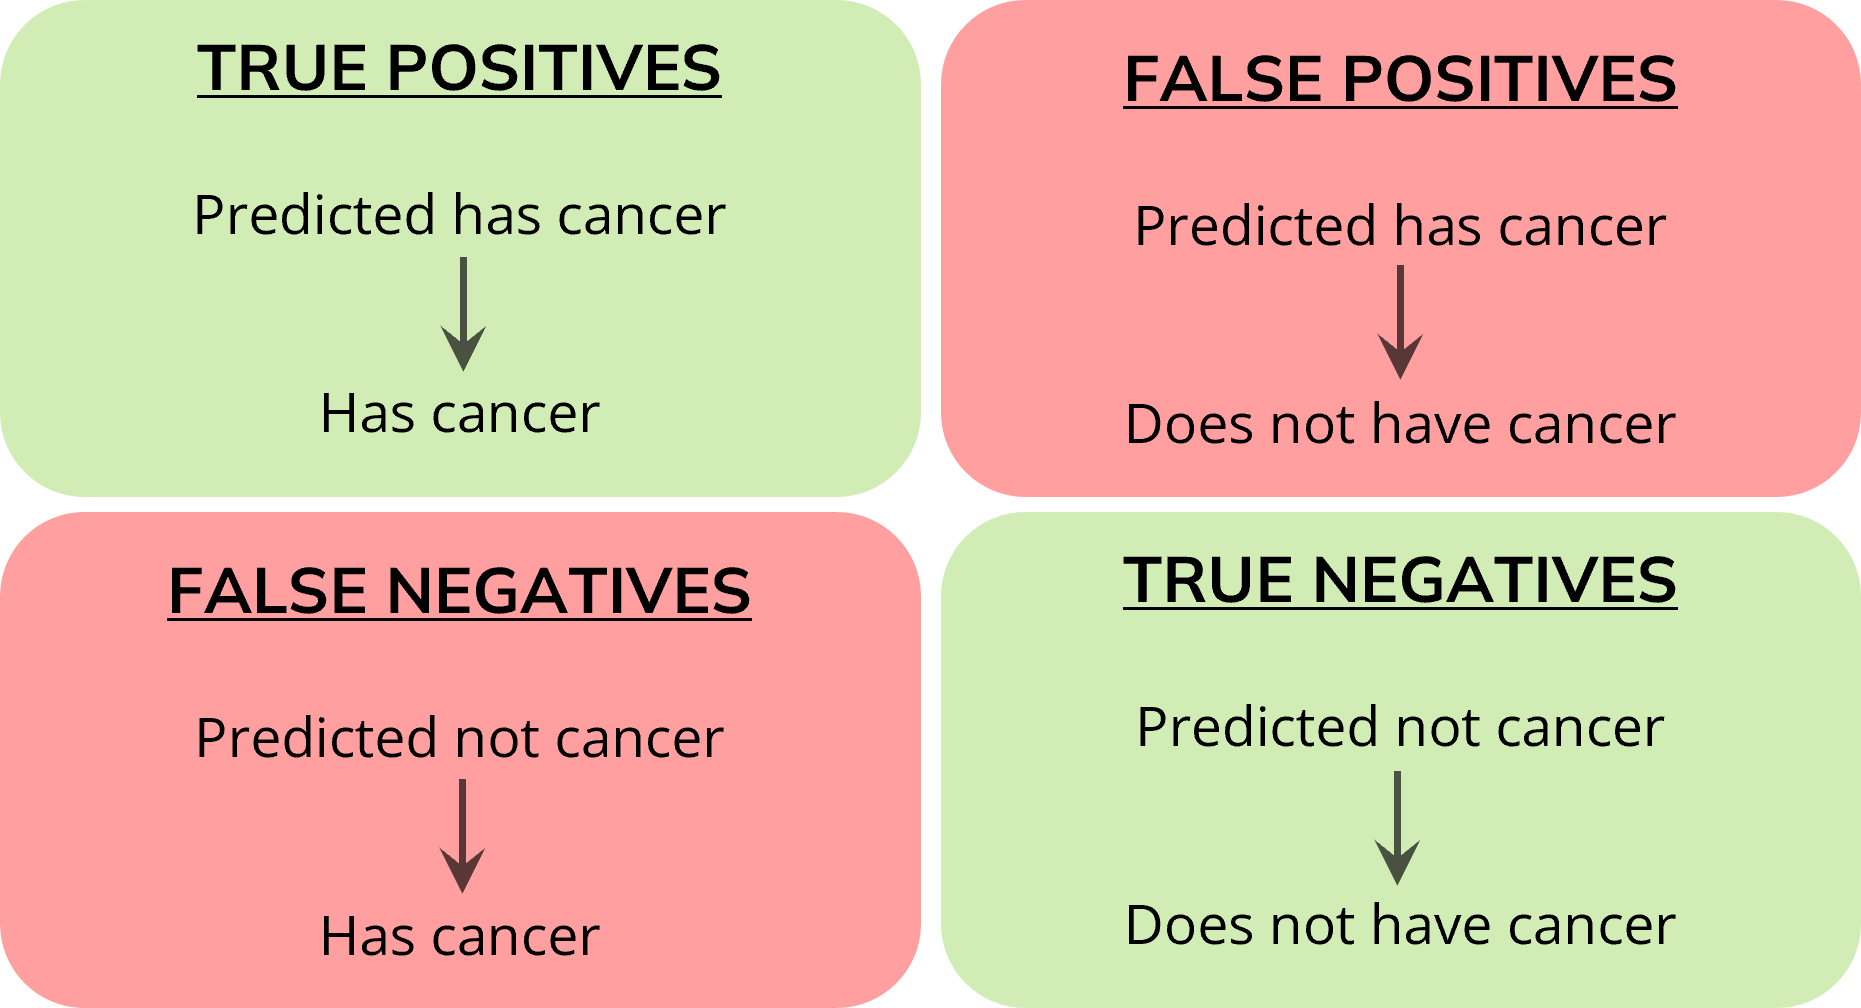 TRUE POSITIVES
Predicted has cancer
Has cancer
FALSE POSITIVES
Predicted has cancer
Does not have cancer
FALSE NEGATIVES
Predicted not cancer
Has cancer
TRUE NEGATIVES
Predicted not cancer
Does not have cancer